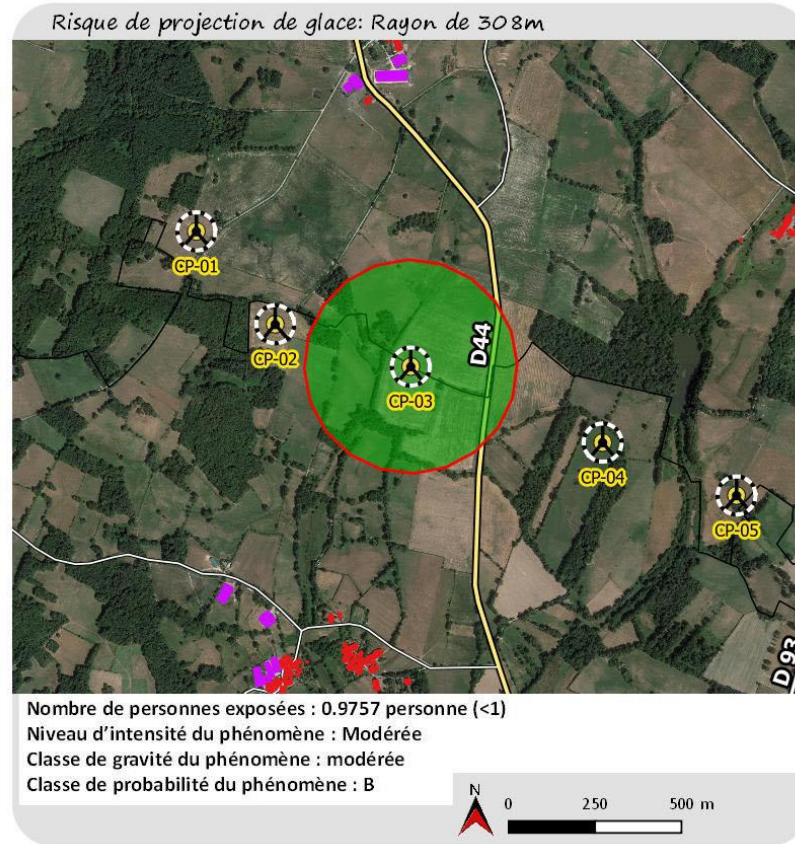 Risque de projection de glace: Rayon de 308m
CP-01
CP-02
D44
CP-03
CP-04
CP-05
D 93
Nombre de personnes exposées : 0.9757 personne (<1)
Niveau d'intensité du phénomène : Modérée
Classe de gravité du phénomène : modérée
Classe de probabilité du phénomène : B
N
0 250 500 m